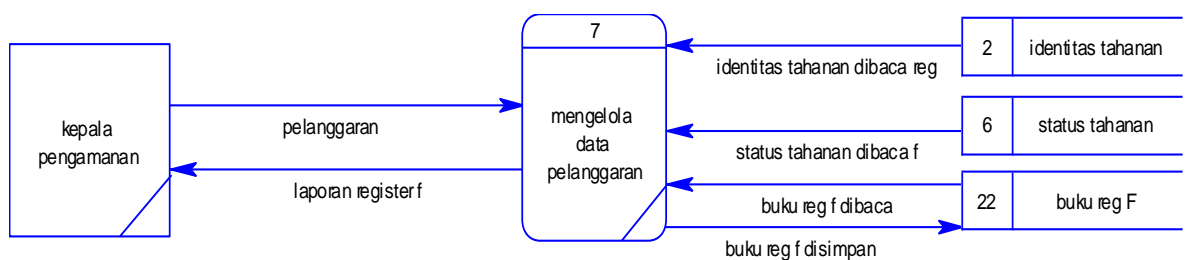 kepala
pengamanan
pelanggaran
laporan register f
7
mengelola
data
pelanggaran
identitas tahanan dibaca reg
status tahanan dibaca f
buku reg f dibaca
buku reg f disimpan
2 identitas tahanan
6 status tahanan
22 buku reg F